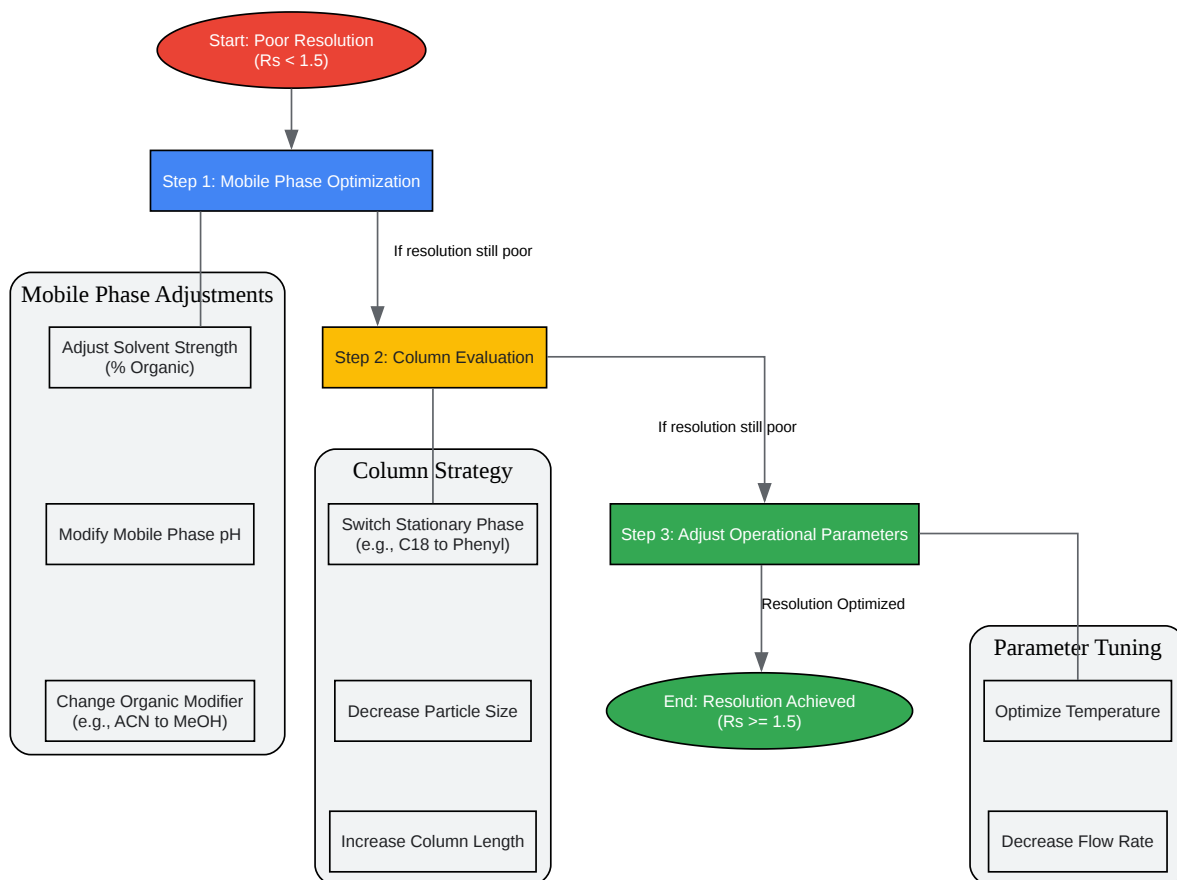 Start: Poor Resolution
(Rs < 1.5)
Step 1: Mobile Phase Optimization
If resolution still poor
Mobile Phase Adjustments
Adjust Solvent Strength
(% Organic)
Modify Mobile Phase pH
Change Organic Modifier
(e.g., ACN to MeOH)
Step 2: Column Evaluation
If resolution still poor
Column Strategy
Switch Stationary Phase
(e.g., C18 to Phenyl)
Decrease Particle Size
Increase Column Length
Step 3: Adjust Operational Parameters
Resolution Optimized
End: Resolution Achieved
(Rs >= 1.5)
Parameter Tuning
Optimize Temperature
Decrease Flow Rate